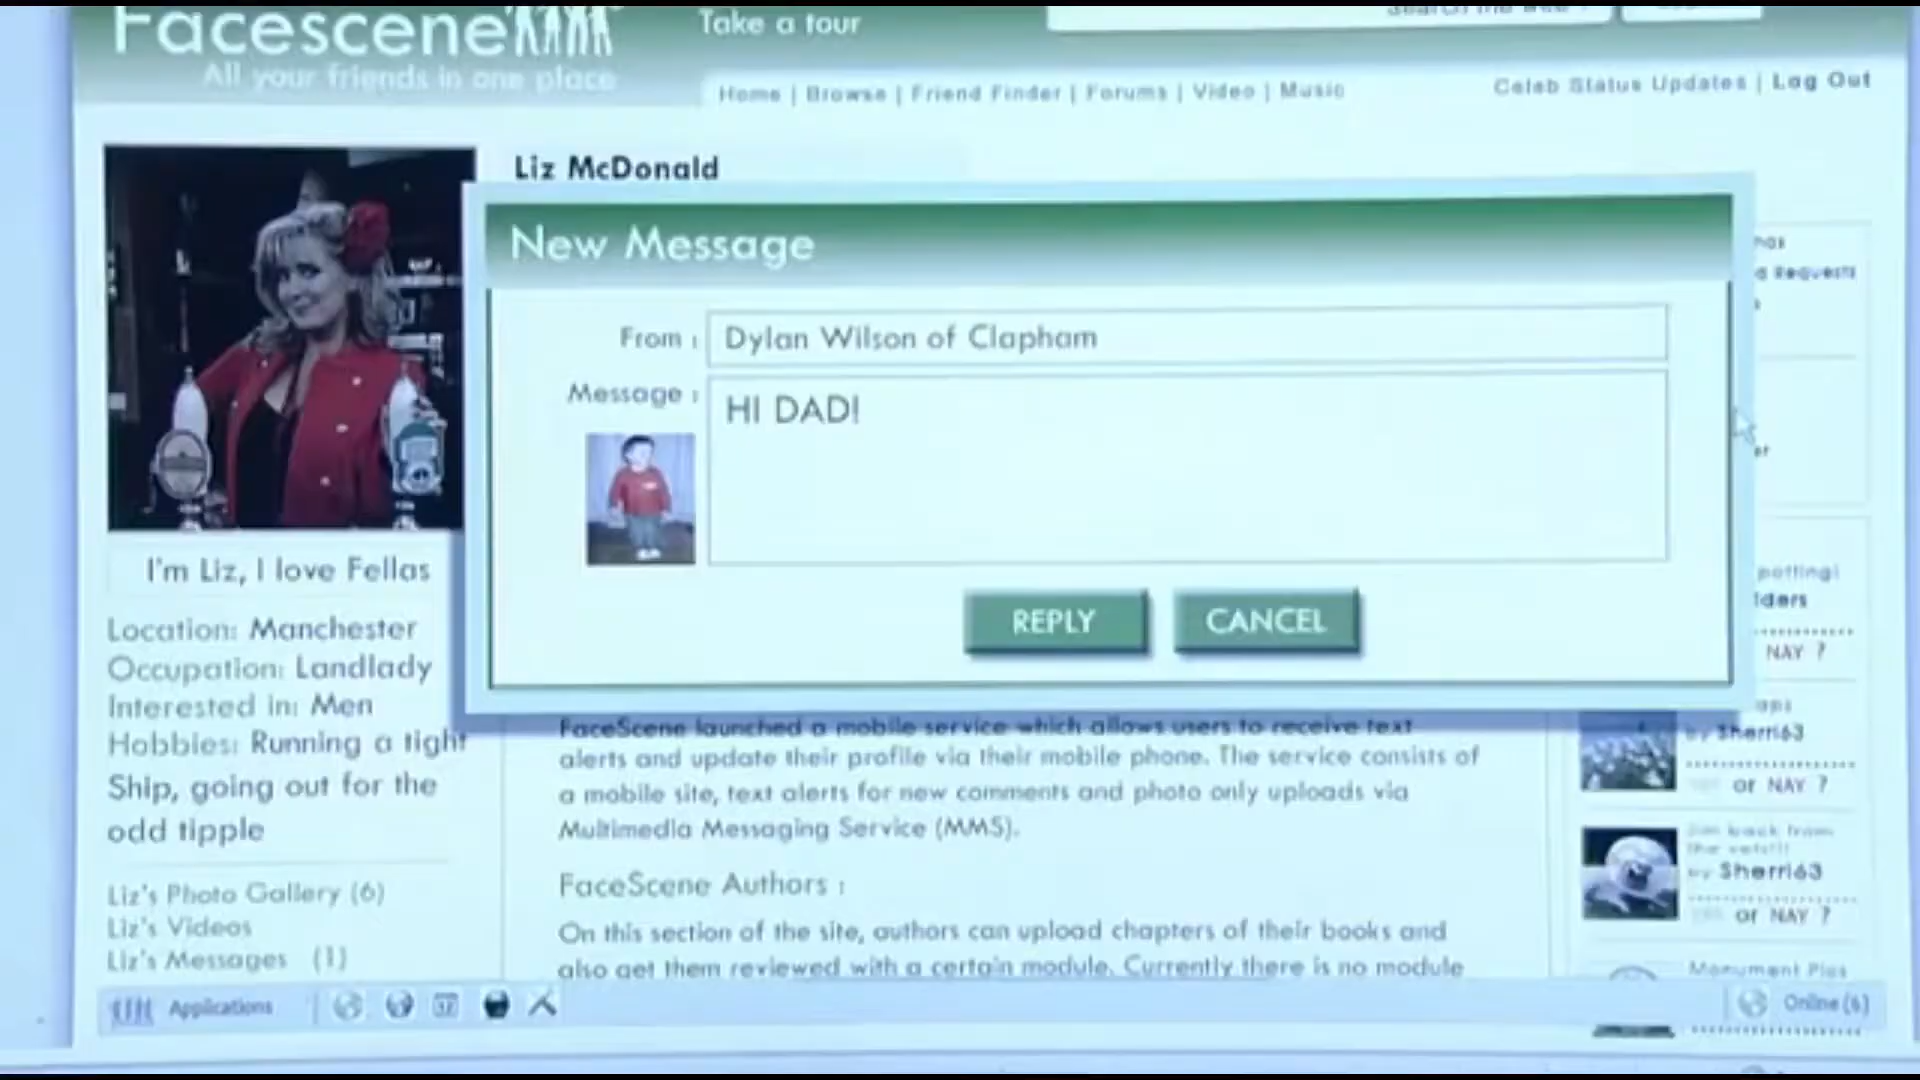 Facescene
Take a tour
All your friends in one place
Home | Browse | Friend Finder | Forums | Video | Music
Celeb Status Updates | Log Out
Liz McDonald
New Message
From :
Dylan Wilson of Clapham
Message :
HI DAD!
REPLY
CANCEL
I'm Liz, I love Fellas
Location: Manchester
Occupation: Landlady
Interested in: Men
Hobbies: Running a tight
Ship, going out for the
odd tipple
Liz's Photo Gallery (6)
Liz's Videos
Liz's Messages (1)
FaceScene launched a mobile service which allows users to receive text
alerts and update their profile via their mobile phone. The service consists of
a mobile site, text alerts for new comments and photo only uploads via
Multimedia Messaging Service (MMS).
FaceScene Authors :
On this section of the site, authors can upload chapters of their books and
also get them reviewed with a certain module. Currently there is no module
Requests
NAY ?
by Sherri63
or NAY ?
by Sherri63
or NAY ?
Applications
Online (6)